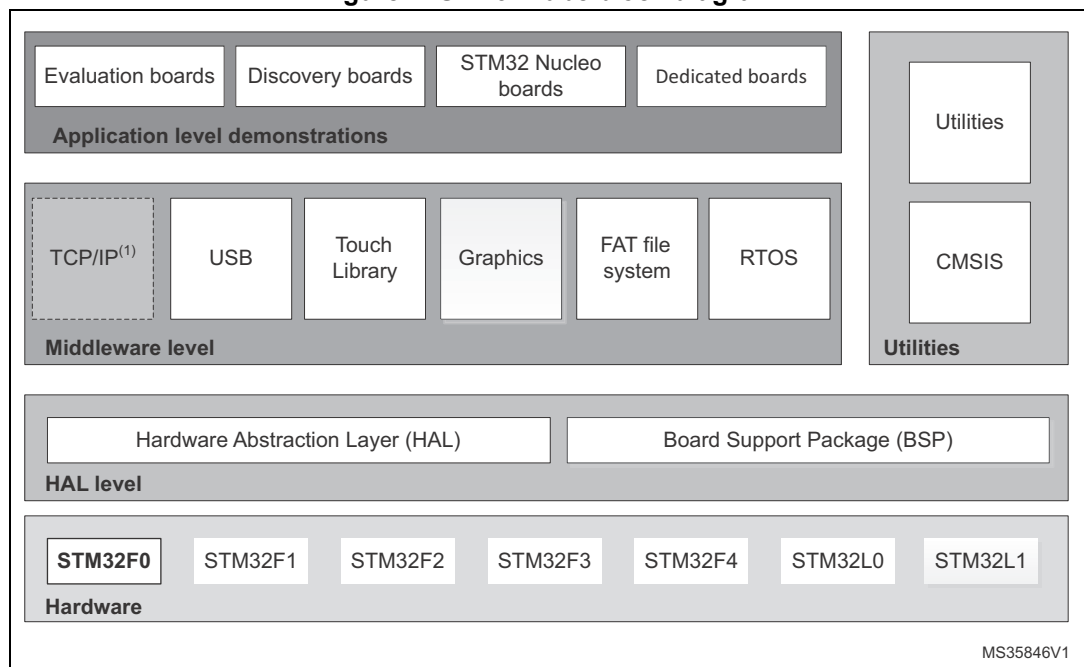 Evaluation boards
Discovery boards
STM32 Nucleo
boards
Dedicated boards
Application level demonstrations
TCP/IP(1)
USB
Touch
Library
Graphics
FAT file
system
RTOS
Middleware level
Utilities
CMSIS
Utilities
Hardware Abstraction Layer (HAL)
Board Support Package (BSP)
HAL level
STM32F0
STM32F1
STM32F2
STM32F3
STM32F4
STM32L0
STM32L1
Hardware
MS35846V1